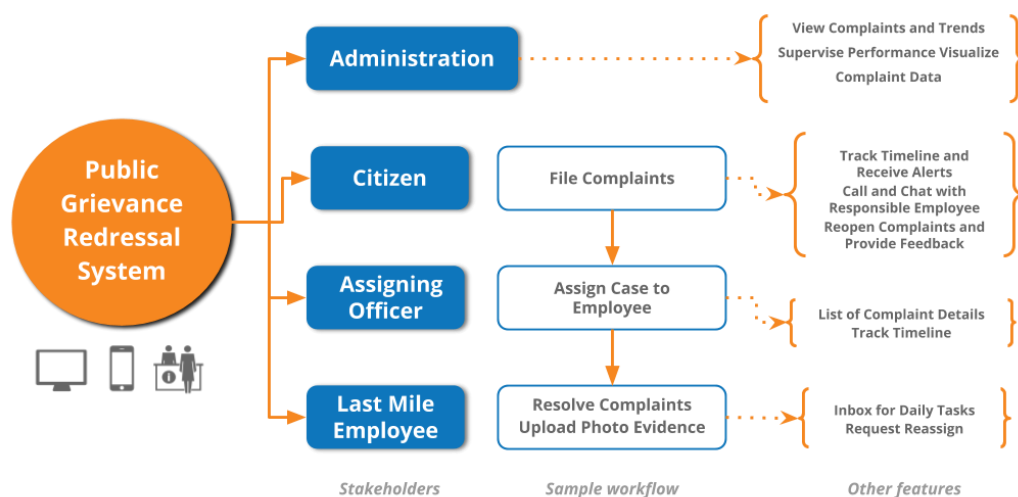 Public
Grievance
Redressal
System
Administration
View Complaints and Trends
Supervise Performance Visualize
Complaint Data
Citizen
File Complaints
Track Timeline and
Receive Alerts
Call and Chat with
Responsible Employee
Reopen Complaints and
Provide Feedback
Assigning
Officer
Assign Case to
Employee
List of Complaint Details
Track Timeline
Last Mile
Employee
Resolve Complaints
Upload Photo Evidence
Inbox for Daily Tasks
Request Reassign
Stakeholders
Sample workflow
Other features